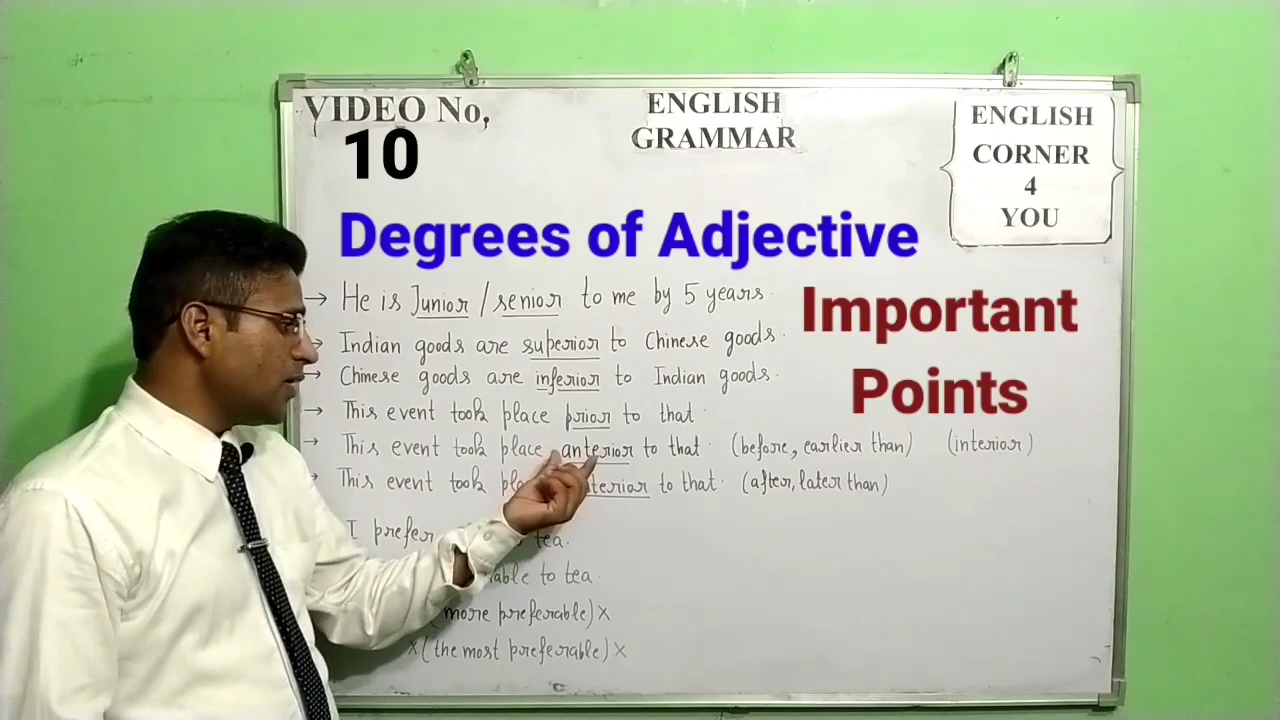 VIDEO No,
10
ENGLISH
GRAMMAR
ENGLISH
CORNER
4
YOU
Degrees of Adjective
Important
Points
→ He is Junior / senior to me by 5 years.
→ Indian goods are superior to Chinese goods.
→ Chinese goods are inferior to Indian goods.
→ This event took place prior to that.
→ This event took place anterior to that. (before, earlier than) (interior)
→ This event took terior to that. (after, later than)
I prefer tea.
able to tea.
(more preferable) ×
× (the most preferable) ×